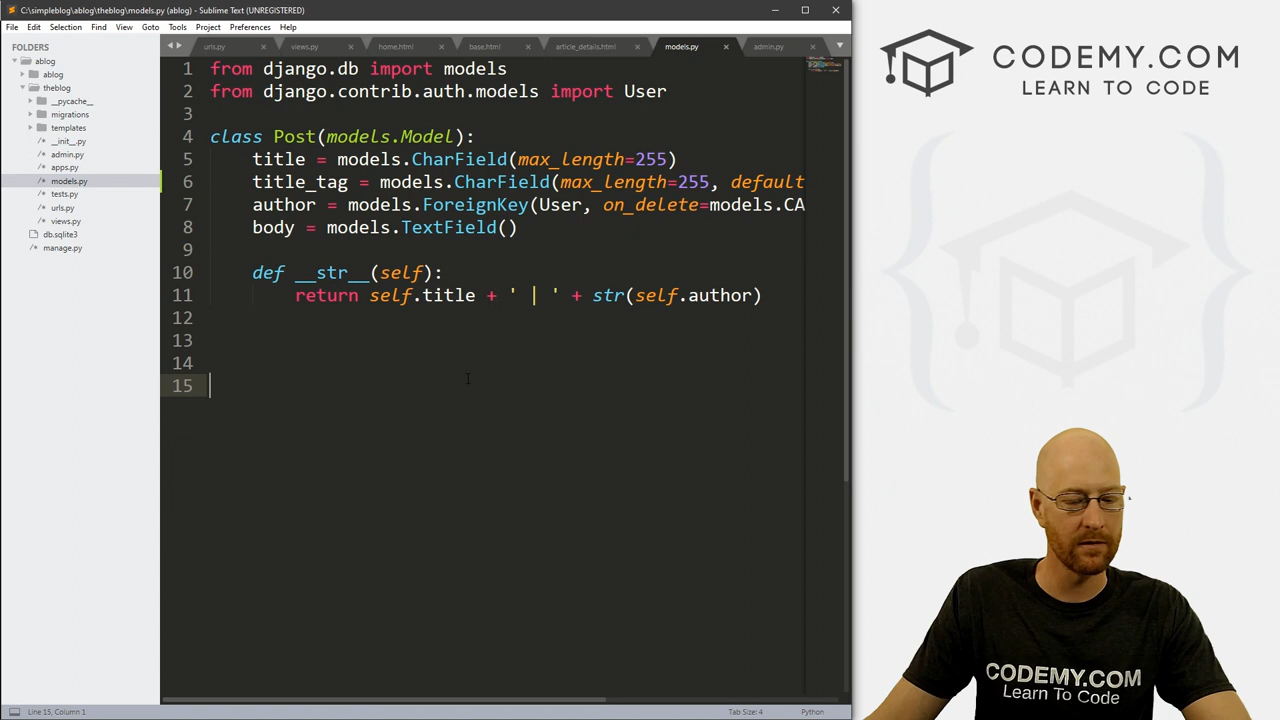 C:\simpleblog\ablog\theblog\models.py (ablog) - Sublime Text (UNREGISTERED)
File Edit Selection Find View Goto Tools Project Preferences Help
FOLDERS
ablog
ablog
theblog
__pycache__
migrations
templates
__init__.py
admin.py
apps.py
models.py
tests.py
urls.py
views.py
db.sqlite3
manage.py
urls.py views.py home.html base.html article_details.html models.py admin.py
1 from django.db import models
2 from django.contrib.auth.models import User
3
4 class Post(models.Model):
5 title = models.CharField(max_length=255)
6 title_tag = models.CharField(max_length=255, default
7 author = models.ForeignKey(User, on_delete=models.CA
8 body = models.TextField()
9
10 def __str__(self):
11 return self.title + ' | ' + str(self.author)
12
13
14
15
Line 15, Column 1
Tab Size: 4
Python
CODEMY.COM
LEARN TO CODE
CODEMY.COM
Learn To Code